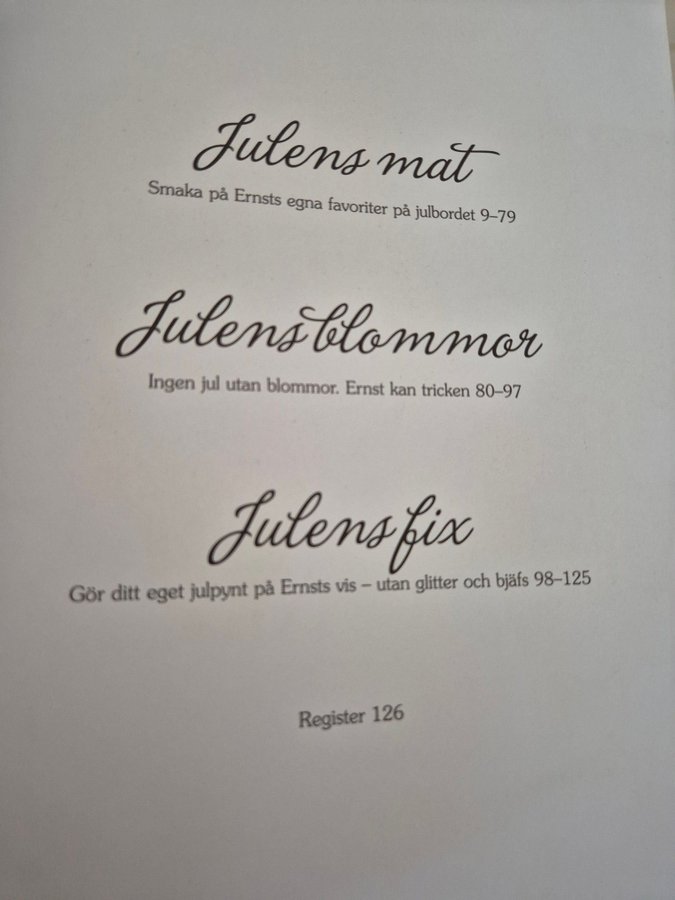 Julens mat
Smaka på Ernsts egna favoriter på julbordet 9–79
Julens blommor
Ingen jul utan blommor. Ernst kan tricken 80–97
Julens fix
Gör ditt eget julpynt på Ernsts vis – utan glitter och bjäfs 98–125
Register 126